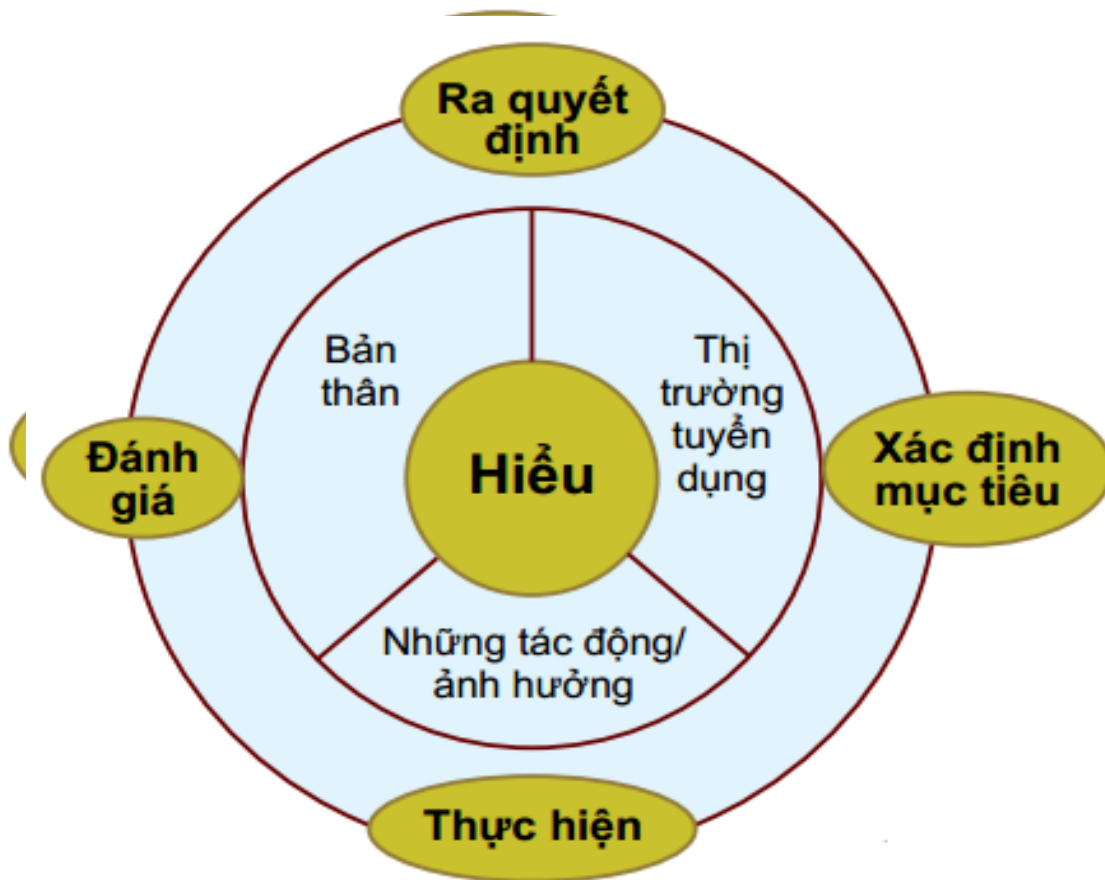 Ra quyết
định
Bản
thân
Thị
trường
tuyển
dụng
Đánh
giá
Hiểu
Xác định
mục tiêu
Những tác động/
ảnh hưởng
Thực hiện